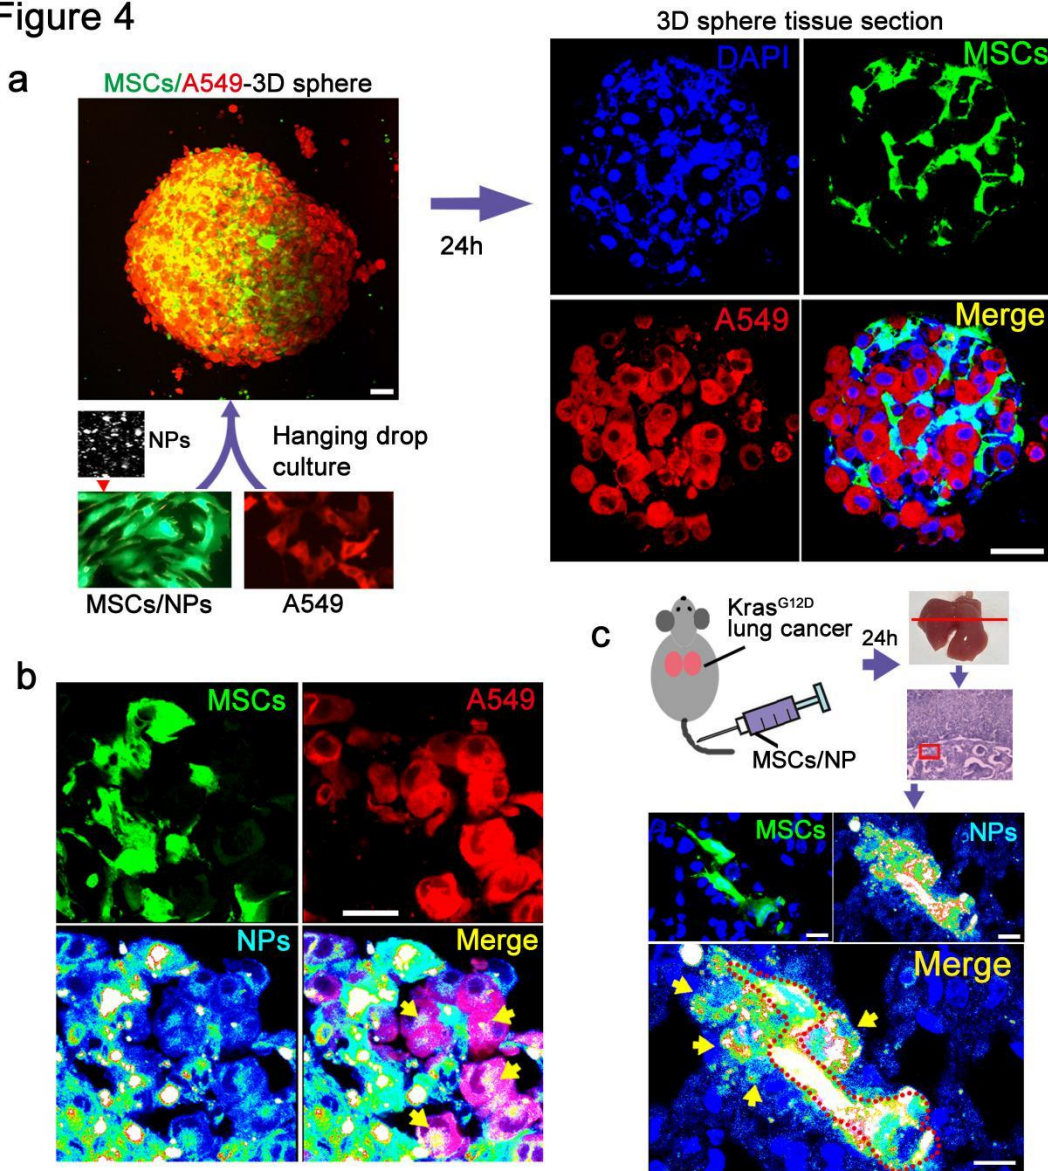 Figure 4
a
MSCs/A549-3D sphere
24h
NPs
Hanging drop
culture
MSCs/NPs
A549
3D sphere tissue section
DAPI
MSCs
A549
Merge
b
MSCs
A549
NPs
Merge
c
Kras^G12D
lung cancer
MSCs/NP
24h
MSCs
NPs
Merge